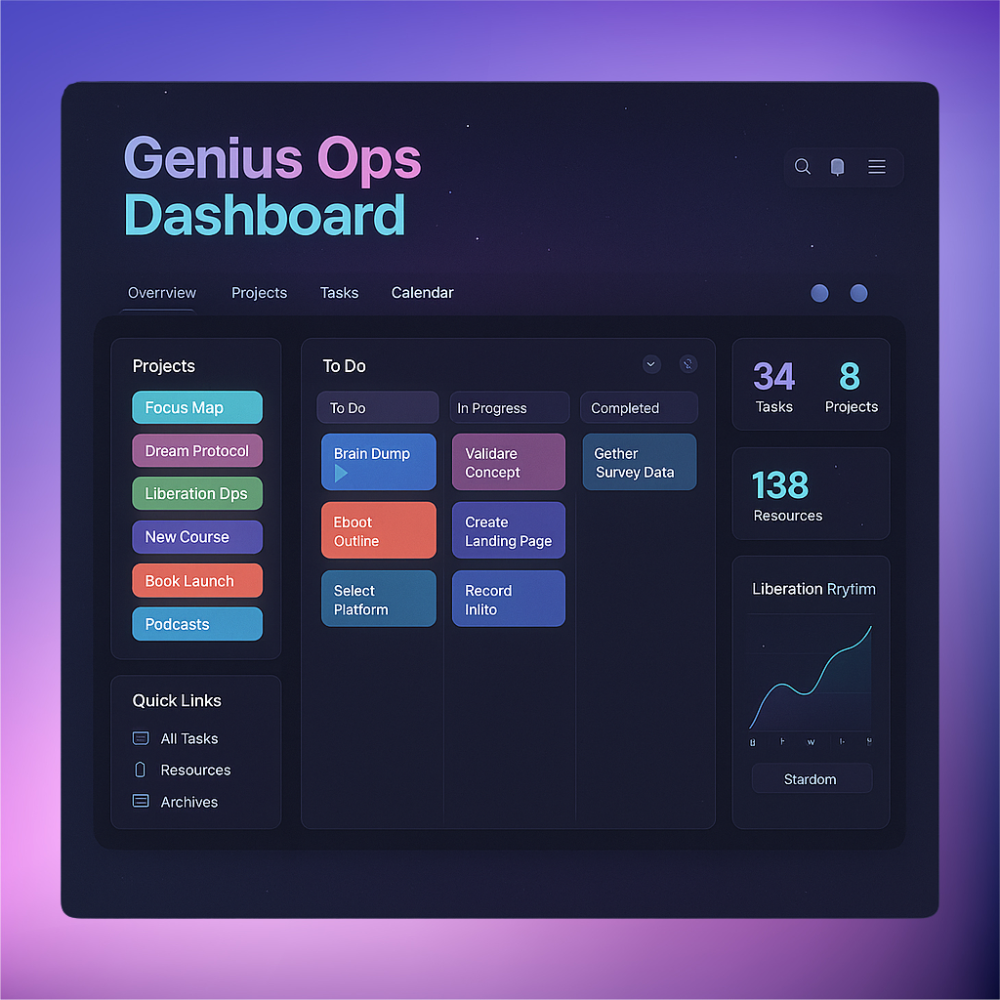 Genius Ops
Dashboard
Overrview
Projects
Tasks
Calendar
Projects
Focus Map
Dream Protocol
Liberation Dps
New Course
Book Launch
Podcasts
Quick Links
All Tasks
Resources
Archives
To Do
To Do
In Progress
Completed
Brain Dump
Eboot
Outline
Select
Platform
Validare
Concept
Create
Landing Page
Record
Inlito
Gether
Survey Data
34
Tasks
8
Projects
138
Resources
Liberation Rrytim
W
Stardom